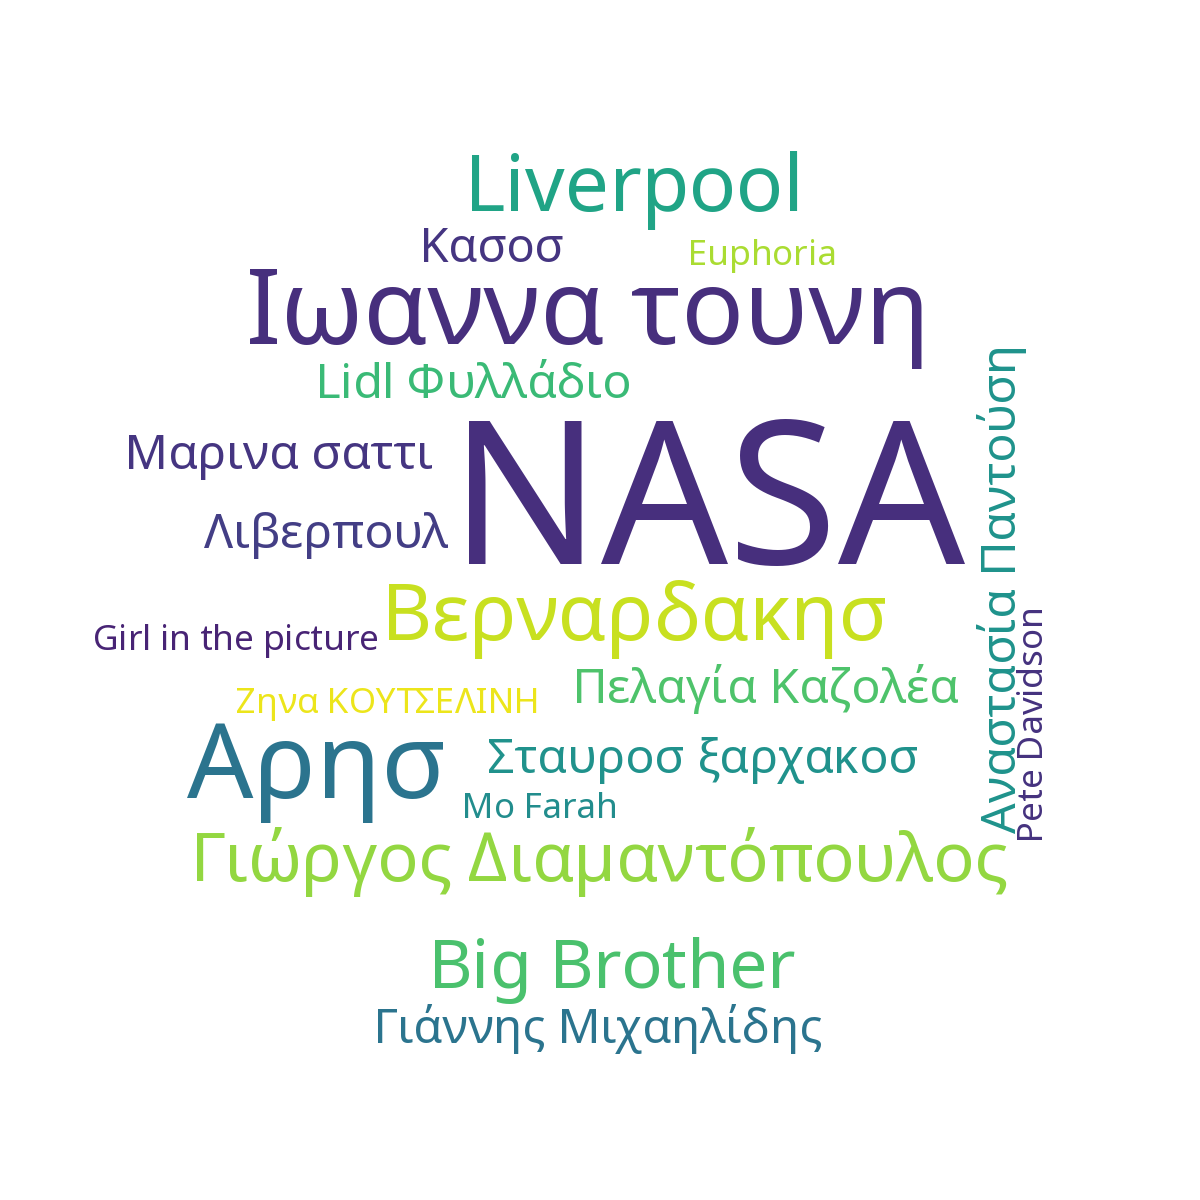 Liverpool
Κασοσ
Euphoria
Ιωαννα τουνη
Lidl Φυλλάδιο
NASA
Μαρινα σαττι
Λιβερπουλ
Αναστασία Παντούση
Βερναρδακησ
Girl in the picture
Pete Davidson
Πελαγία Καζολέα
Ζηνα ΚΟΥΤΣΕΛΙΝΗ
Αρησ
Σταυροσ ξαρχακοσ
Mo Farah
Γιώργος Διαμαντόπουλος
Big Brother
Γιάννης Μιχαηλίδης